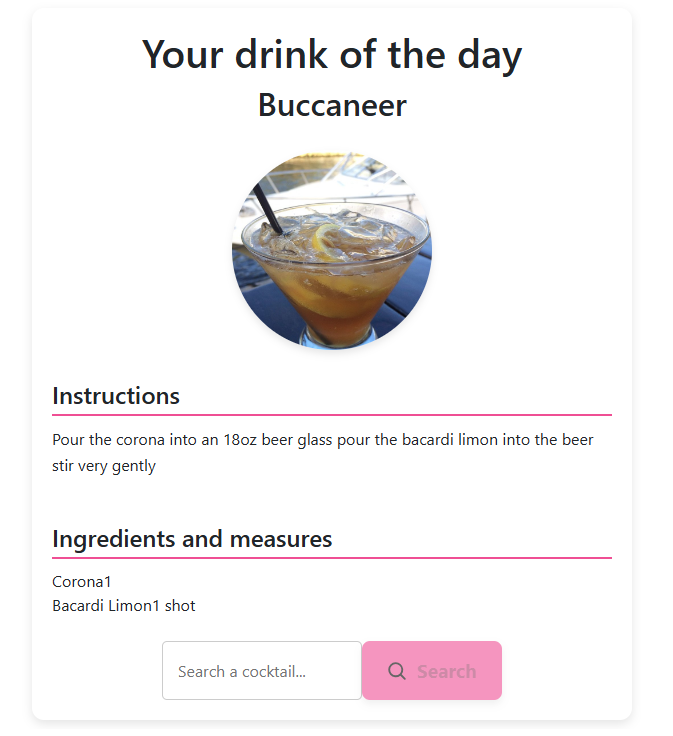 Your drink of the day
Buccaneer
Instructions
Pour the corona into an 18oz beer glass pour the bacardi limon into the beer
stir very gently
Ingredients and measures
Corona1
Bacardi Limon1 shot
Search a cocktail...
Search